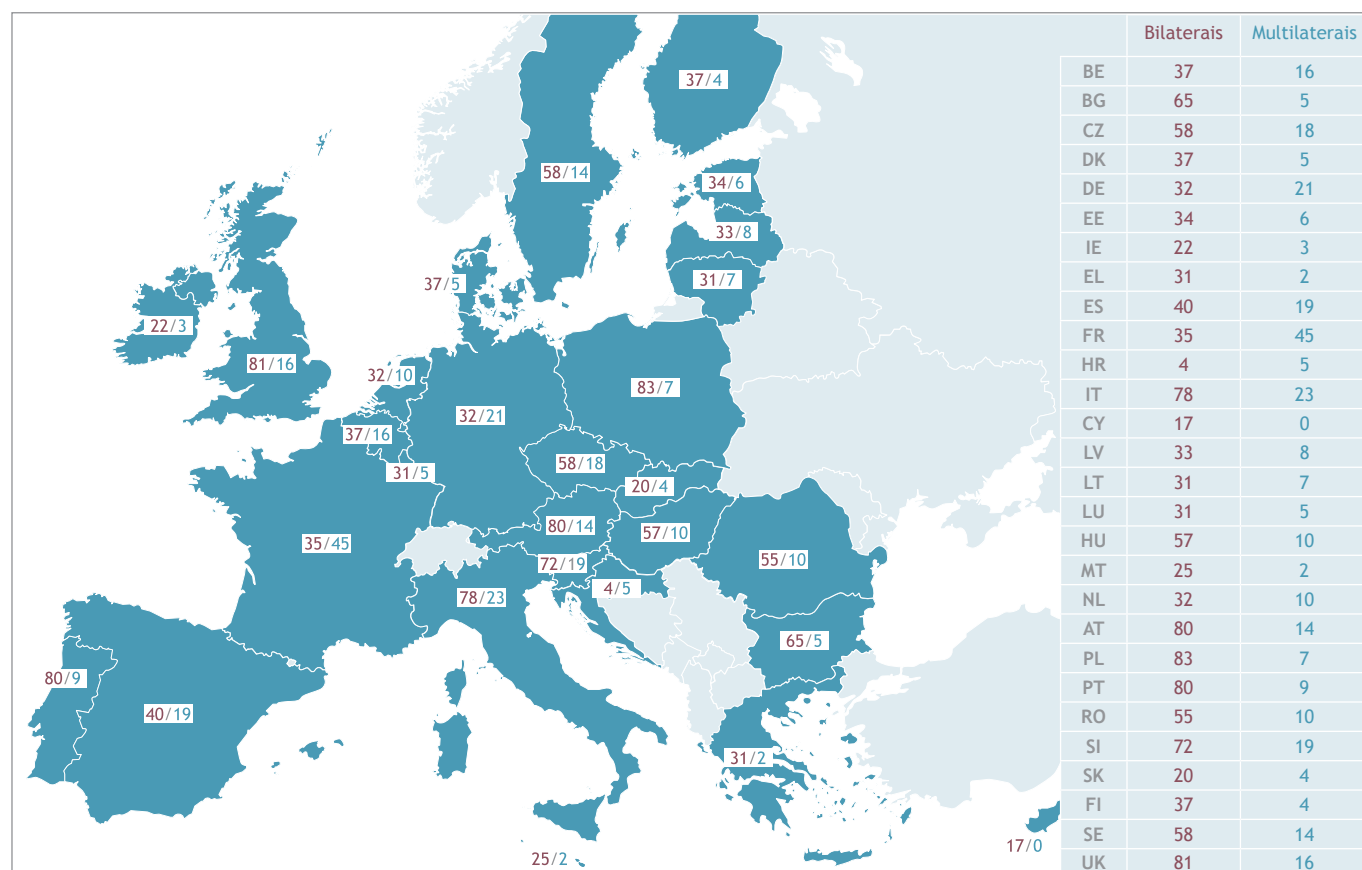 Bilaterais Multilaterais
BE 37 16
BG 65 5
CZ 58 18
DK 37 5
DE 32 21
EE 34 6
IE 22 3
EL 31 2
ES 40 19
FR 35 45
HR 4 5
IT 78 23
CY 17 0
LV 33 8
LT 31 7
LU 31 5
HU 57 10
MT 25 2
NL 32 10
AT 80 14
PL 83 7
PT 80 9
RO 55 10
SI 72 19
SK 20 4
FI 37 4
SE 58 14
UK 81 16
37/4
58/14
34/6
33/8
37/5
31/7
22/3
81/16
32/10
83/7
32/21
37/16
58/18
31/5
20/4
80/14
57/10
35/45
55/10
72/19
4/5
78/23
65/5
80/9
40/19
31/2
17/0
25/2